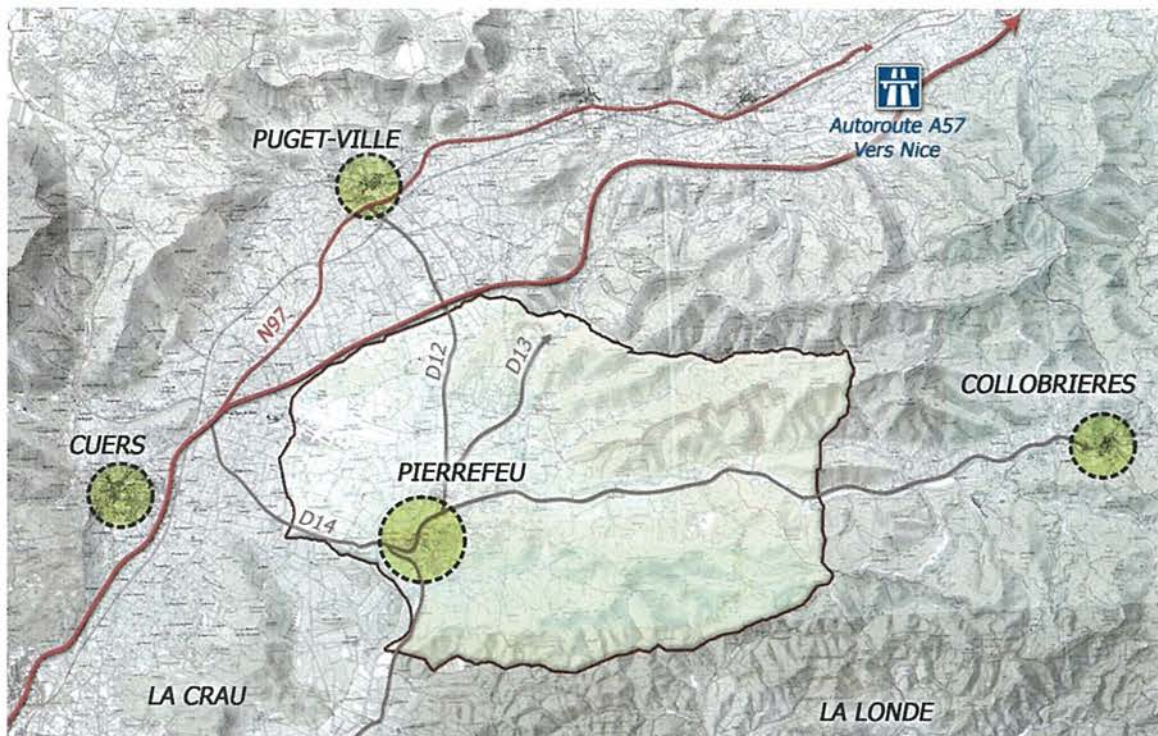 PUGET-VILLE
Autoroute A57
Vers Nice
N97
D12
D13
COLLOBRIERES
CUERS
PIERREFEU
D14
LA CRAU
LA LONDE